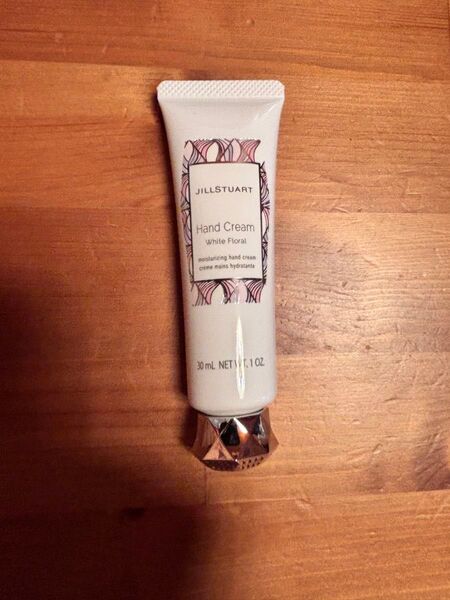 JILLSTUART
Hand Cream
White Floral
moisturizing hand cream
crème mains hydratante
30 mL NET WT. 1 OZ.